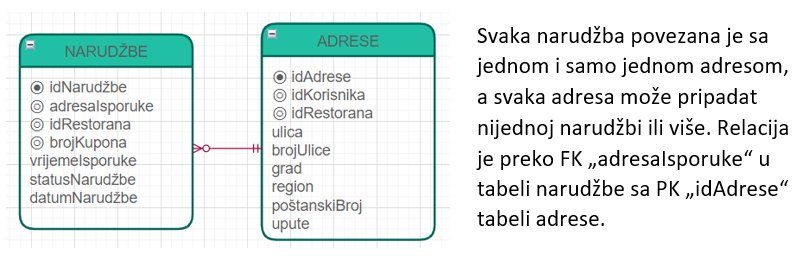 NARUDŽBE
idNarudžbe
adresaIsporuke
idRestorana
brojKupona
vrijemeIsporuke
statusNarudžbe
datumNarudžbe
ADRESE
idAdrese
idKorisnika
idRestorana
ulica
brojUlice
grad
region
poštanskiBroj
upute
Svaka narudžba povezana je sa
jednom i samo jednom adresom,
a svaka adresa može pripadat
nijednoj narudžbi ili više. Relacija
je preko FK „adresaIsporuke“ u
tabeli narudžbe sa PK „idAdrese“
tabeli adrese.